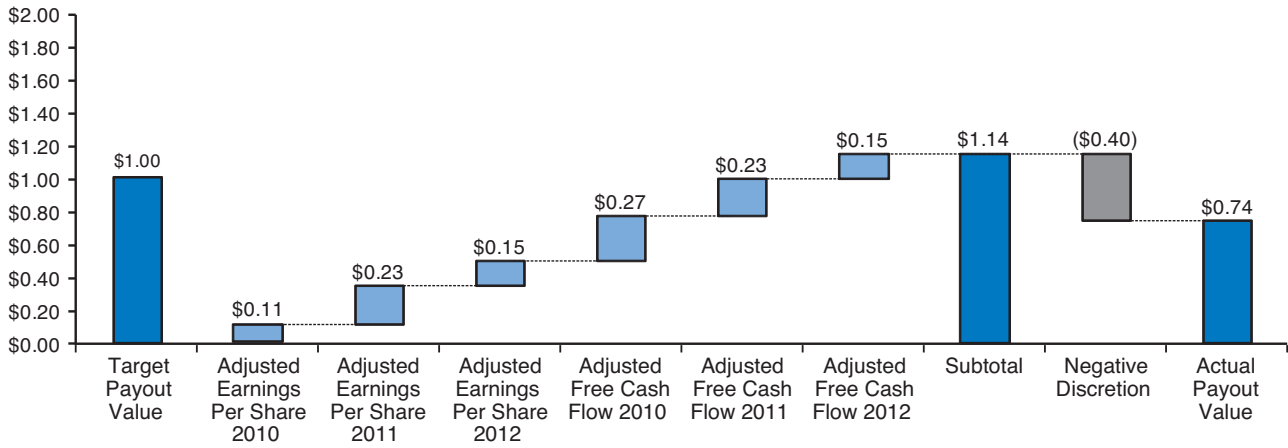 $2.00
$1.80
$1.60
$1.40
$1.20
$1.00
$0.80
$0.60
$0.40
$0.20
$0.00
$1.00
$0.11
$0.23
$0.15
$0.27
$0.23
$0.15
$1.14
($0.40)
$0.74
Target
Payout
Value
Adjusted
Earnings
Per Share
2010
Adjusted
Earnings
Per Share
2011
Adjusted
Earnings
Per Share
2012
Adjusted
Free Cash
Flow 2010
Adjusted
Free Cash
Flow 2011
Adjusted
Free Cash
Flow 2012
Subtotal
Negative
Discretion
Actual
Payout
Value